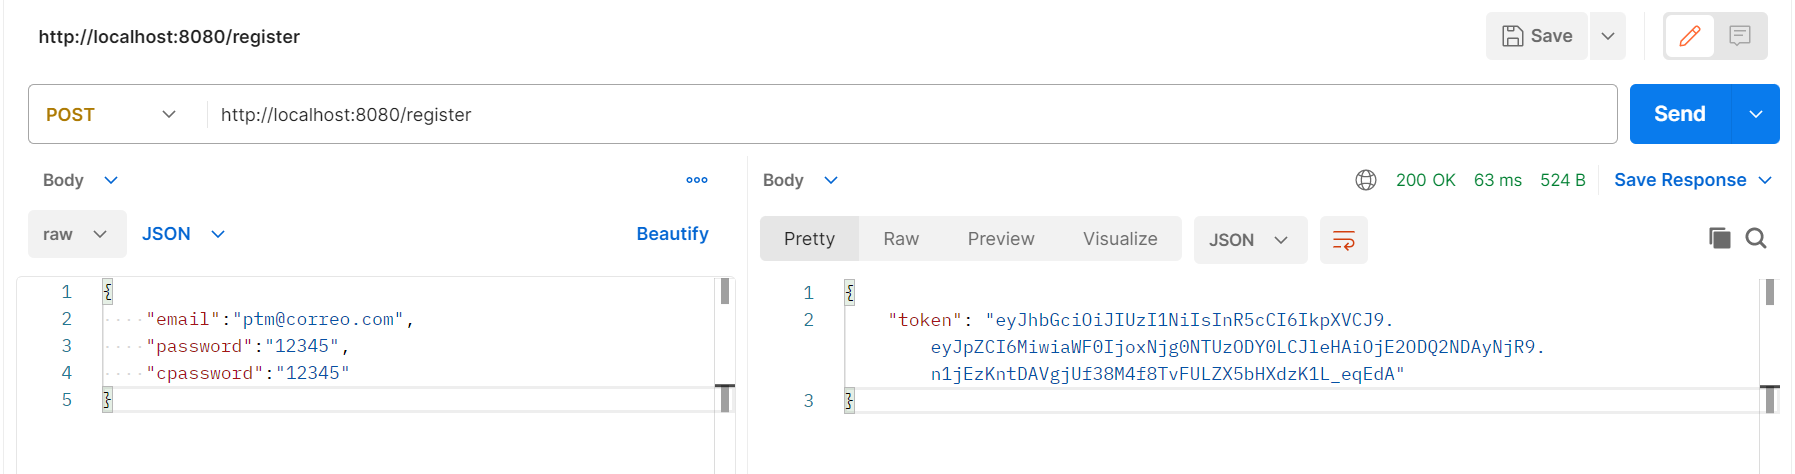 http://localhost:8080/register
Save
POST
http://localhost:8080/register
Send
Body
Body
200 OK 63 ms 524 B
Save Response
raw
JSON
Beautify
Pretty
Raw
Preview
Visualize
JSON
1 {
2 "email":"ptm@correo.com",
3 "password":"12345",
4 "cpassword":"12345"
5 }
1 {
2 "token": "eyJhbGciOiJIUzI1NiIsInR5cCI6IkpXVCJ9.
eyJpZCI6MiwiaWF0IjoxNjg0NTUzODY0LCJleHAiOjE2ODQ2NDAyNjR9.
n1jEzKntDAVgjUf38M4f8TvFULZX5bHXdzK1L_eqEdA"
3 }